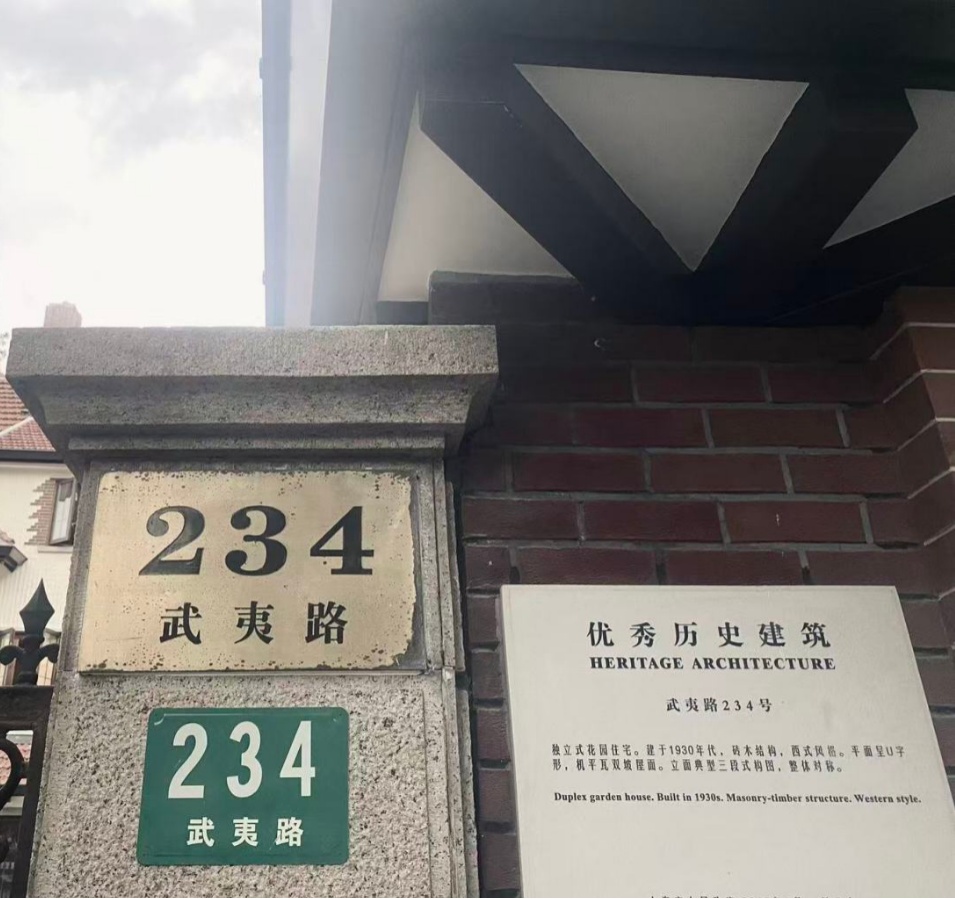 234
武夷路
234
武夷路
优秀历史建筑
HERITAGE ARCHITECTURE
武夷路234号
独立式花园住宅。建于1930年代，砖木结构，西式风格。平面呈U字
形，机平瓦双坡屋面。立面典型三段式构图，整体对称。
Duplex garden house. Built in 1930s. Masonry-timber structure. Western style.